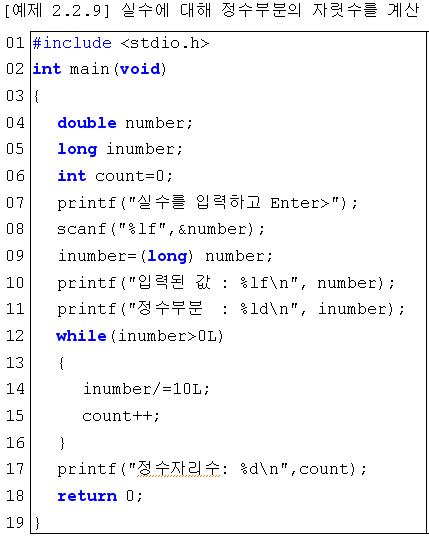 [예제 2.2.9] 실수에 대해 정수부분의 자릿수를 계산
01 #include <stdio.h>
02 int main(void)
03 {
04 double number;
05 long inumber;
06 int count=0;
07 printf("실수를 입력하고 Enter>");
08 scanf("%lf",&number);
09 inumber=(long) number;
10 printf("입력된 값 : %lf\n", number);
11 printf("정수부분  : %ld\n", inumber);
12 while(inumber>0L)
13 {
14 inumber/=10L;
15 count++;
16 }
17 printf("정수자리수: %d\n",count);
18 return 0;
19 }